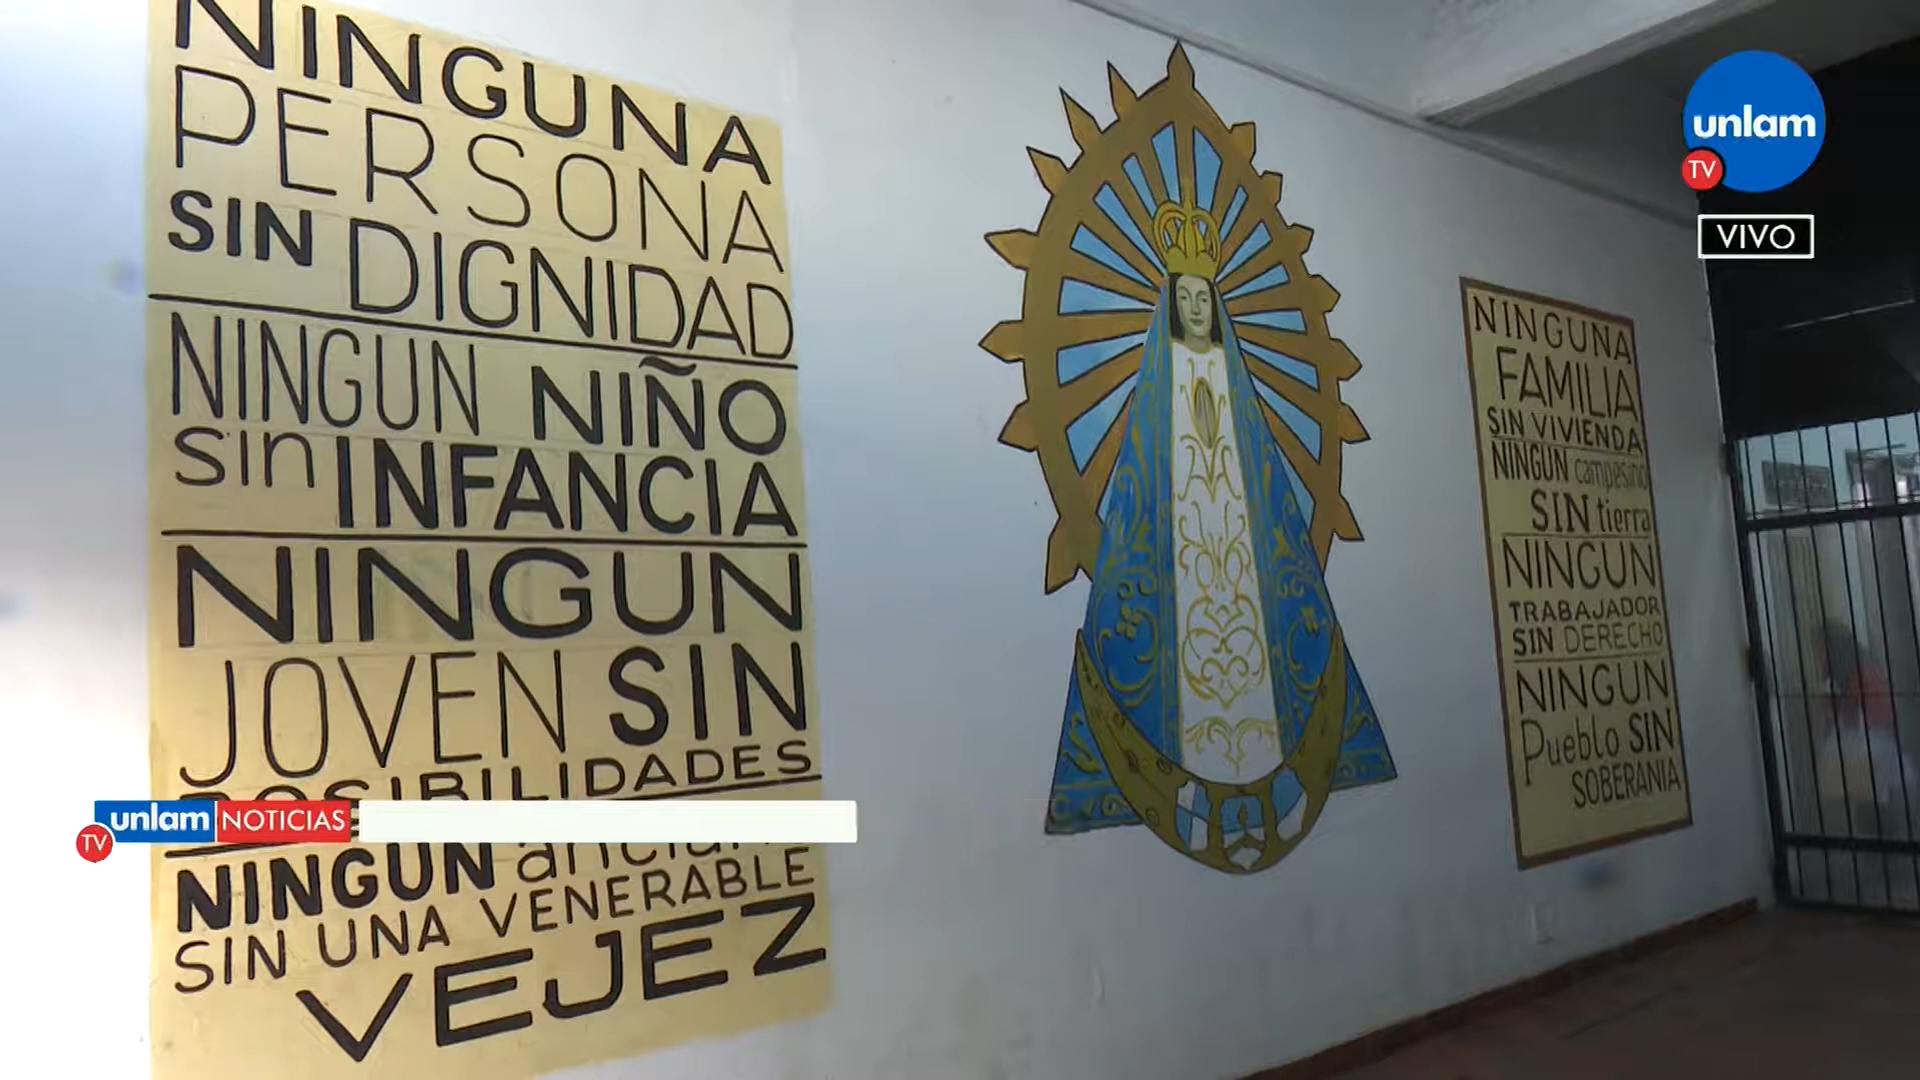 NINGUNA
PERSONA
SIN DIGNIDAD
NINGUN NIÑO
sin INFANCIA
NINGUN
JOVEN SIN
POSIBILIDADES
NINGUN
SIN UNA VENERABLE
VEJEZ
NINGUNA
FAMILIA
SIN VIVIENDA
NINGUN campesino
SIN tierra
NINGUN
TRABAJADOR
SIN DERECHO
NINGUN
Pueblo SIN
SOBERANIA
unlam
TV
VIVO
unlam NOTICIAS
TV